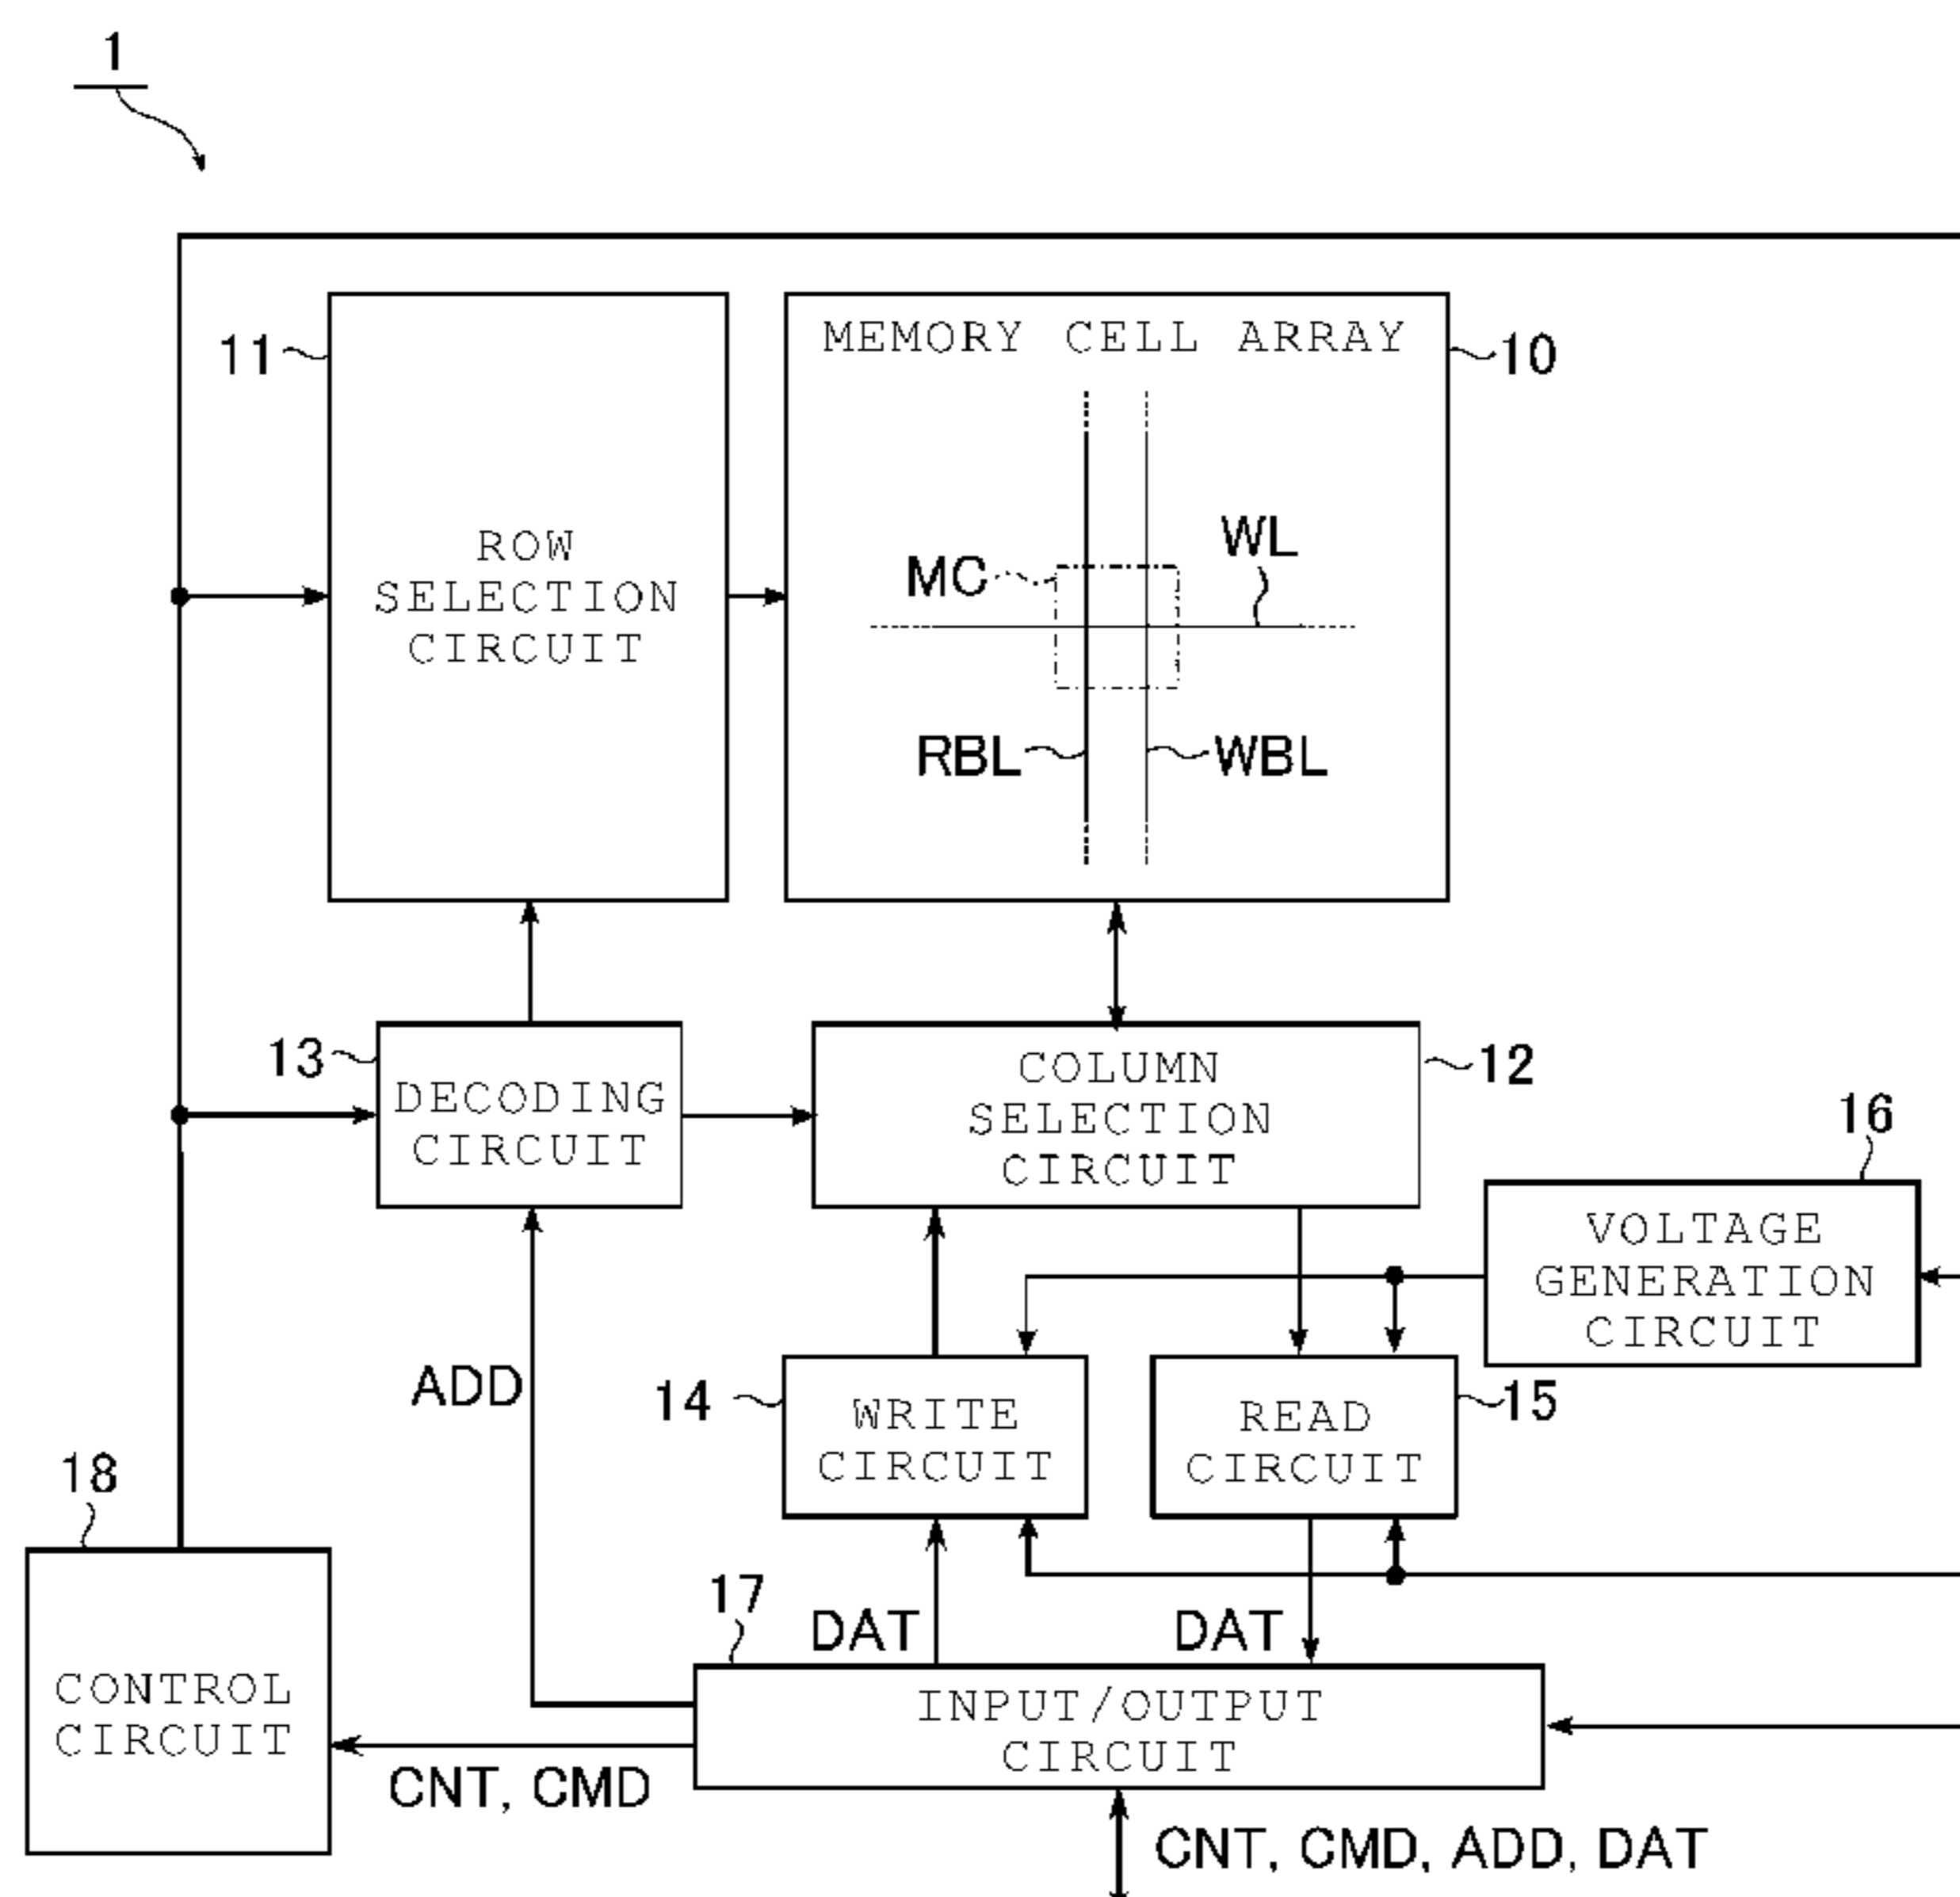 1
11
ROW
SELECTION
CIRCUIT
MEMORY CELL ARRAY
10
MC
WL
RBL
WBL
13
DECODING
CIRCUIT
COLUMN
SELECTION
CIRCUIT
12
16
VOLTAGE
GENERATION
CIRCUIT
ADD
14
WRITE
CIRCUIT
READ
CIRCUIT
15
18
CONTROL
CIRCUIT
17
DAT
DAT
INPUT/OUTPUT
CIRCUIT
CNT, CMD
CNT, CMD, ADD, DAT